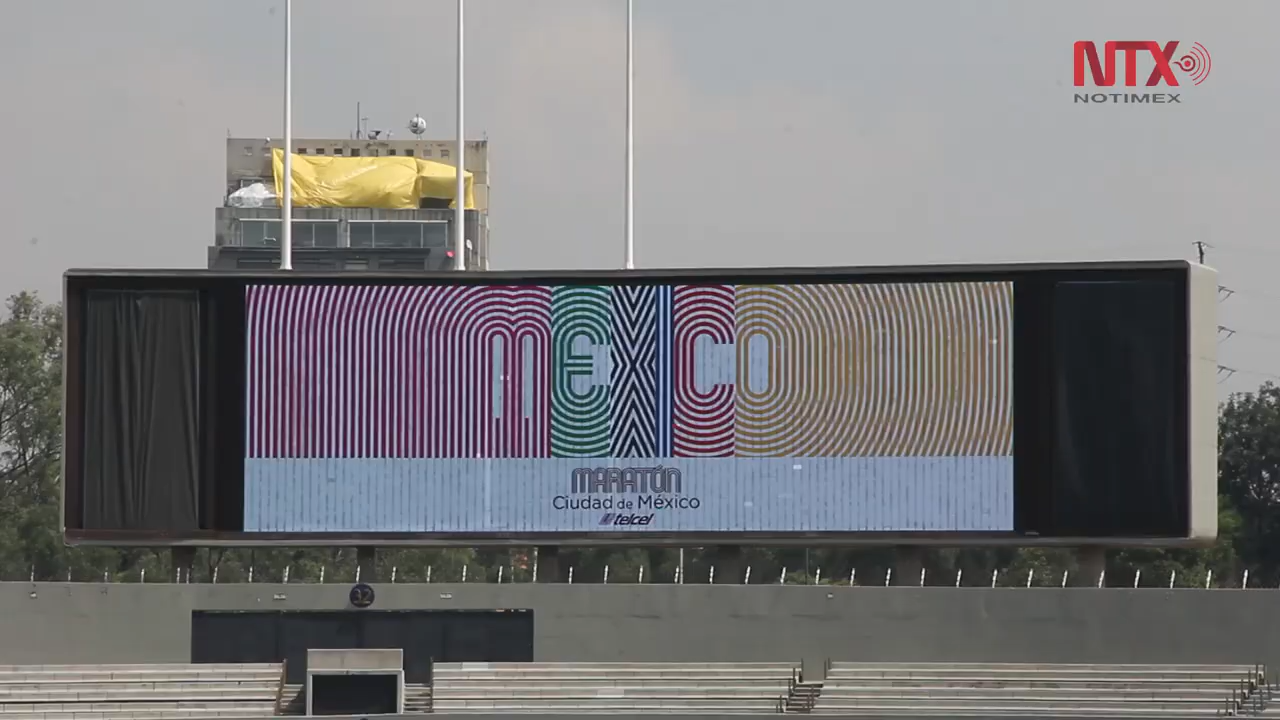 NTX
NOTIMEX
MEXICO
MARATÓN
Ciudad de México
telcel
32